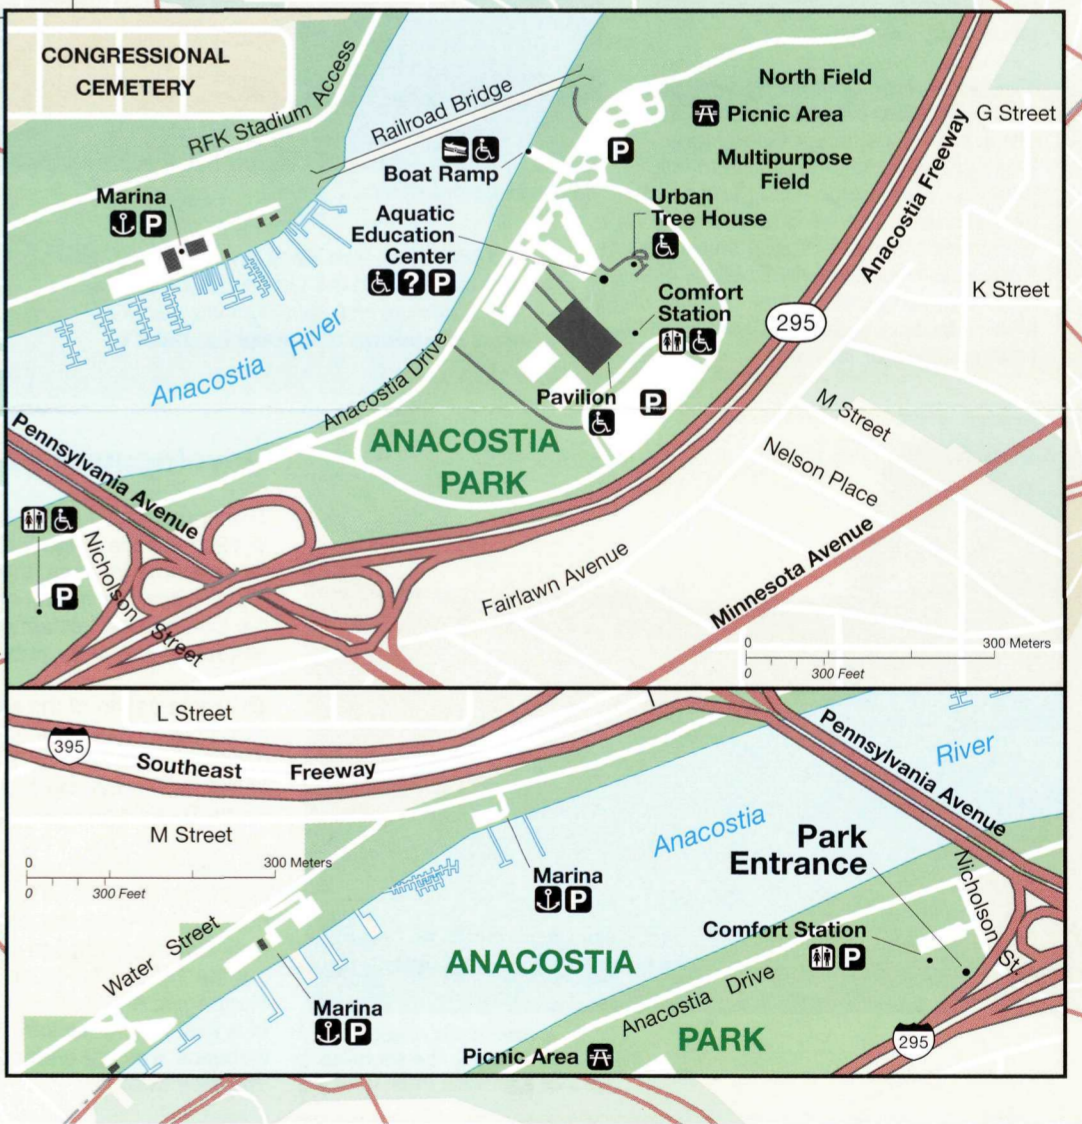 CONGRESSIONAL
CEMETERY
RFK Stadium Access
Railroad Bridge
North Field
Picnic Area
Multipurpose
Field
G Street
Anacostia Freeway
P
Boat Ramp
Marina
P
Aquatic
Education
Center
? P
Urban
Tree House
K Street
Comfort
Station
295
Anacostia River
Anacostia Drive
Pavilion
P
M Street
ANACOSTIA
PARK
Nelson Place
Pennsylvania Avenue
Nicholson Street
P
Fairlawn Avenue
Minnesota Avenue
0 300 Meters
0 300 Feet
L Street
395
Southeast Freeway
Pennsylvania Avenue
Anacostia River
M Street
0 300 Meters
0 300 Feet
Park
Entrance
Marina
P
Nicholson St.
Comfort Station
P
Water Street
ANACOSTIA
PARK
Anacostia Drive
Marina
P
295
Picnic Area